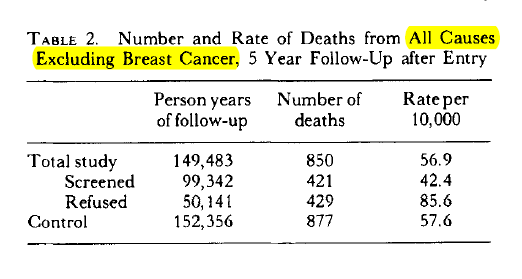 TABLE 2. Number and Rate of Deaths from All Causes
Excluding Breast Cancer, 5 Year Follow-Up after Entry
Person years Number of Rate per
of follow-up deaths 10,000
Total study 149,483 850 56.9
Screened 99,342 421 42.4
Refused 50,141 429 85.6
Control 152,356 877 57.6